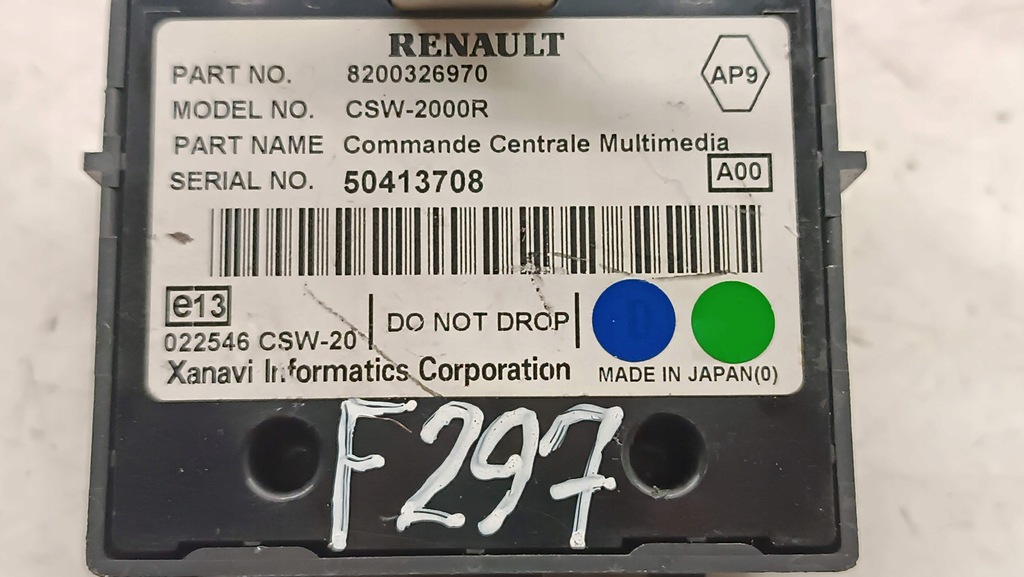 RENAULT
PART NO. 8200326970
AP9
MODEL NO. CSW-2000R
PART NAME Commande Centrale Multimedia
SERIAL NO. 50413708
A00
e13
022546 CSW-20
DO NOT DROP
Xanavi Informatics Corporation
MADE IN JAPAN(0)
F297